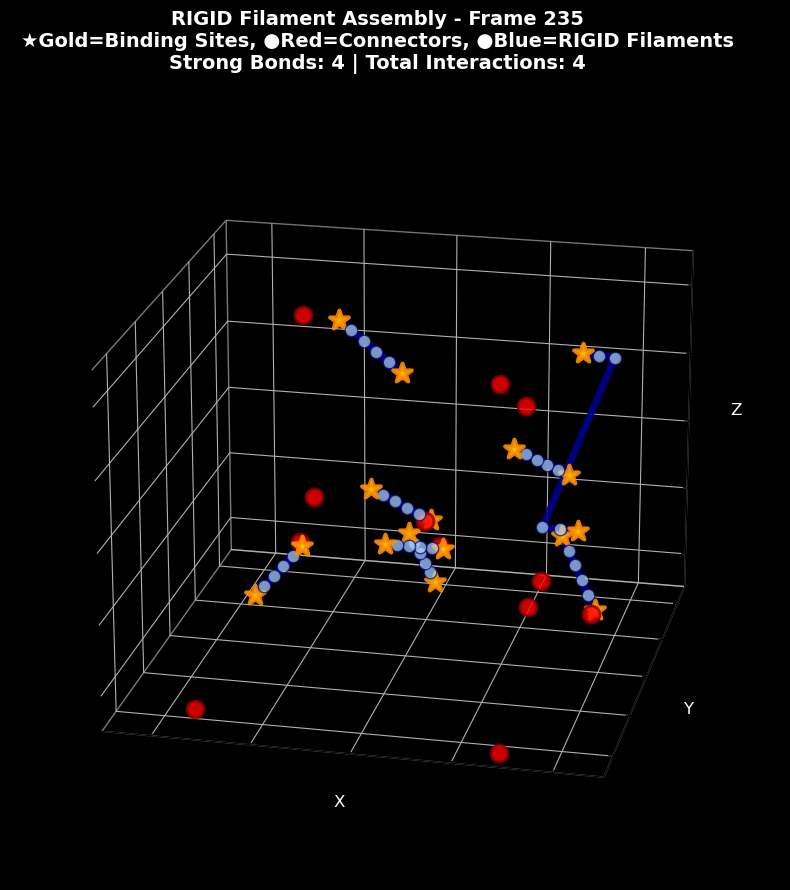 RIGID Filament Assembly - Frame 235
★Gold=Binding Sites, ●Red=Connectors, ●Blue=RIGID Filaments
Strong Bonds: 4 | Total Interactions: 4
Z
Y
X